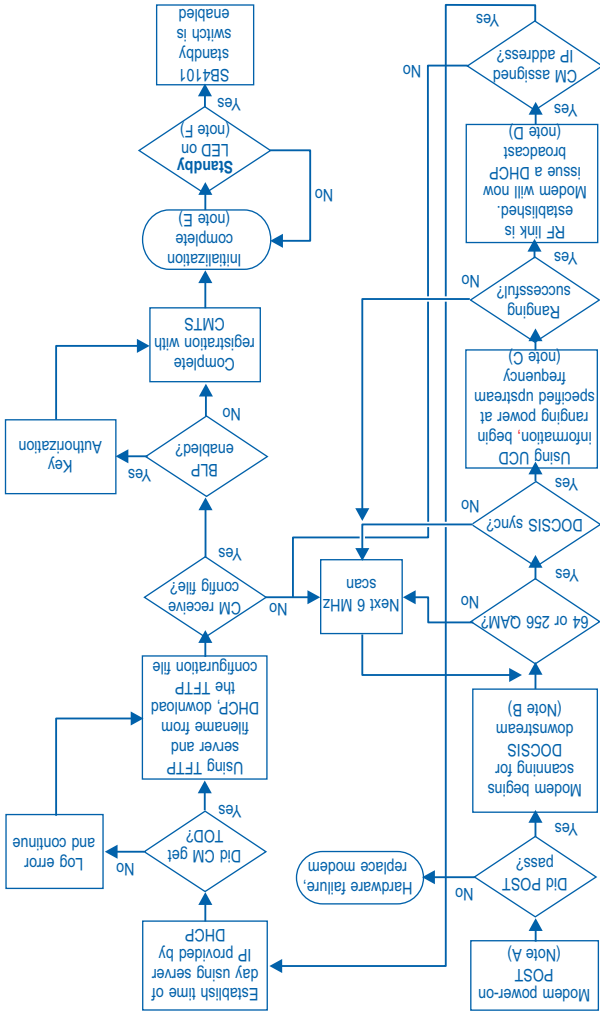 Modem power-on
POST
(Note A)
Did POST
pass?
No
Hardware failure,
replace modem
Yes
Modem begins
scanning for
DOCSIS
downstream
(Note B)
64 or 256 QAM?
No
Next 6 MHz
scan
Yes
DOCSIS sync?
No
Yes
Using UCD
information, begin
ranging power at
specified upstream
frequency
(note C)
Ranging
successful?
No
Yes
RF link is
established.
Modem will now
issue a DHCP
broadcast
(note D)
Yes
CM assigned
IP address?
No
Yes
Establish time of
day using server
IP provided by
DHCP
Did CM get
TOD?
No
Log error
and continue
Yes
Using TFTP
server and
filename from
DHCP, download
the TFTP
configuration file
CM receive
config file?
No
Yes
BLP
enabled?
Yes
Key
Authorization
No
Complete
registration with
CMTS
Initialization
complete
(note E)
Standby
LED on
(note F)
No
Yes
SB4101
standby
switch is
enabled